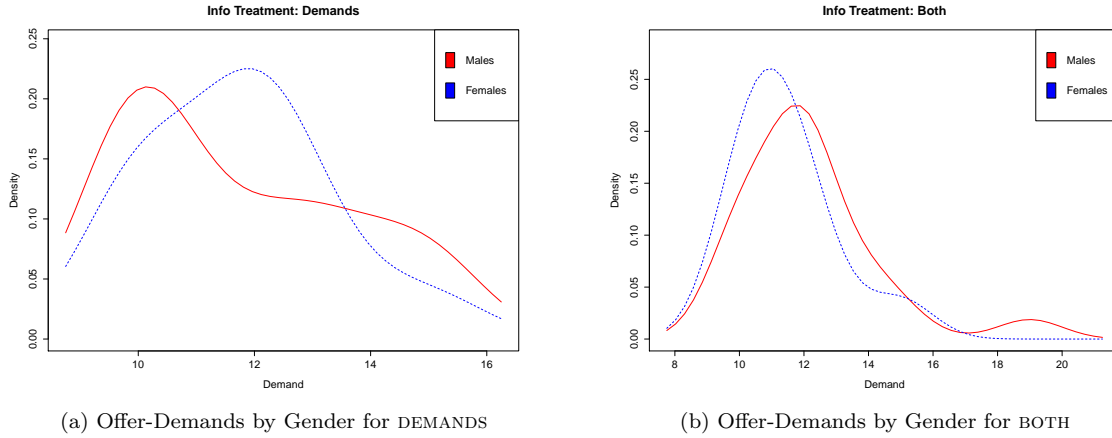 Info Treatment: Demands
Males
Females
0.25
0.20
0.15
0.10
0.05
0.00
Density
10
12
14
16
Demand
(a) Offer-Demands by Gender for DEMANDS
Info Treatment: Both
Males
Females
0.25
0.20
0.15
0.10
0.05
0.00
Density
8
10
12
14
16
18
20
Demand
(b) Offer-Demands by Gender for BOTH